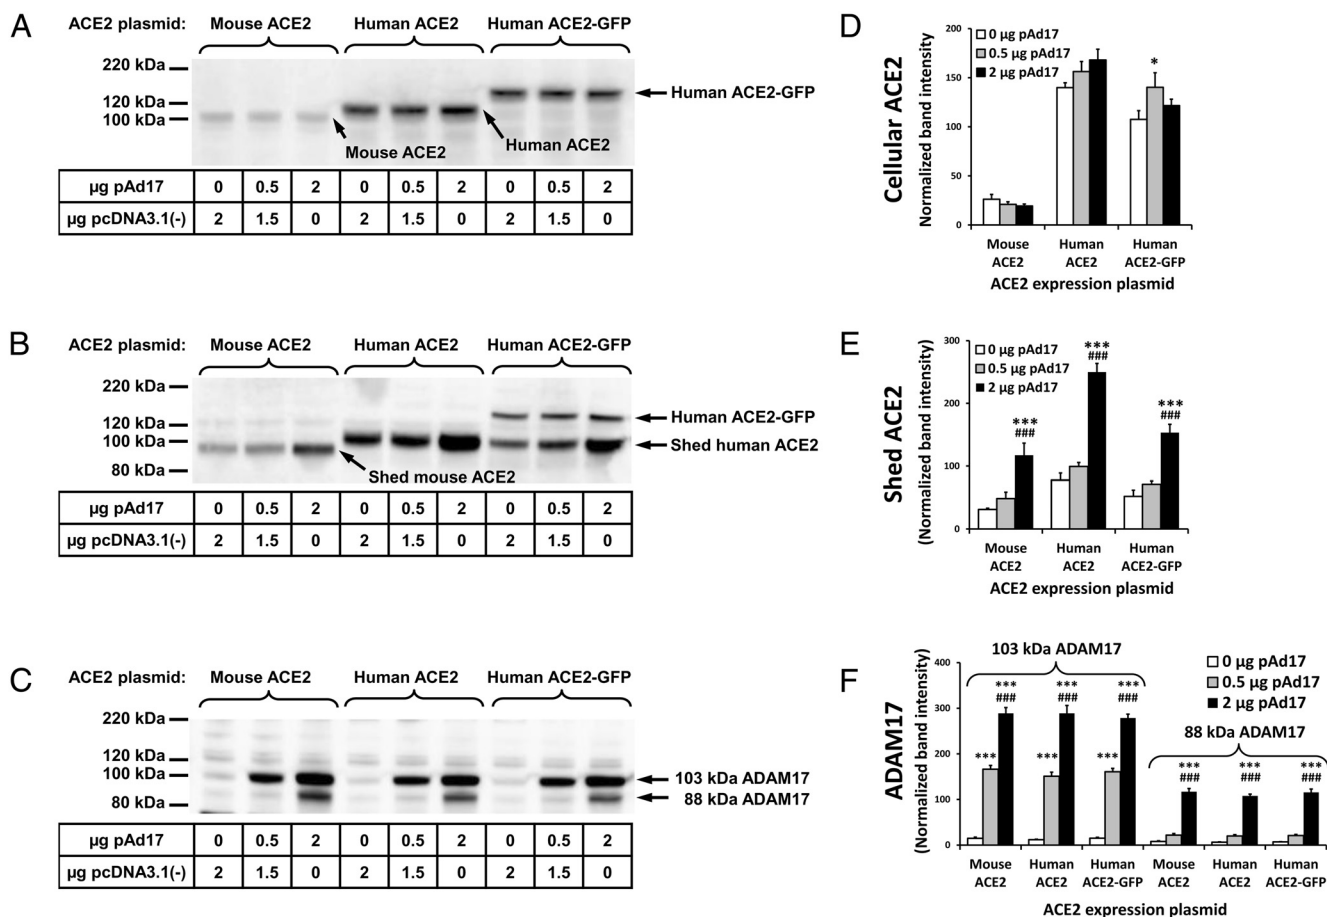 A
ACE2 plasmid: Mouse ACE2 Human ACE2 Human ACE2-GFP
220 kDa
120 kDa
100 kDa
Human ACE2-GFP
Mouse ACE2
Human ACE2
µg pAd17 0 0.5 2 0 0.5 2 0 0.5 2
µg pcDNA3.1(-) 2 1.5 0 2 1.5 0 2 1.5 0
B
ACE2 plasmid: Mouse ACE2 Human ACE2 Human ACE2-GFP
220 kDa
120 kDa
100 kDa
80 kDa
Human ACE2-GFP
Shed human ACE2
Shed mouse ACE2
µg pAd17 0 0.5 2 0 0.5 2 0 0.5 2
µg pcDNA3.1(-) 2 1.5 0 2 1.5 0 2 1.5 0
C
ACE2 plasmid: Mouse ACE2 Human ACE2 Human ACE2-GFP
220 kDa
120 kDa
100 kDa
80 kDa
103 kDa ADAM17
88 kDa ADAM17
µg pAd17 0 0.5 2 0 0.5 2 0 0.5 2
µg pcDNA3.1(-) 2 1.5 0 2 1.5 0 2 1.5 0
D
Cellular ACE2
Normalized band intensity
200
150
100
50
0
0 µg pAd17
0.5 µg pAd17
2 µg pAd17
*
Mouse Human Human
ACE2 ACE2 ACE2-GFP
ACE2 expression plasmid
E
Shed ACE2
(Normalized band intensity)
300
200
100
0
0 µg pAd17
0.5 µg pAd17
2 µg pAd17
*** *** ***
### ### ###
Mouse Human Human
ACE2 ACE2 ACE2-GFP
ACE2 expression plasmid
F
ADAM17
(Normalized band intensity)
400
300
200
100
0
103 kDa ADAM17
0 µg pAd17
0.5 µg pAd17
2 µg pAd17
88 kDa ADAM17
*** *** ***
### ### ###
*** *** ***
*** *** ***
### ### ###
Mouse Human Human Mouse Human Human
ACE2 ACE2 ACE2-GFP ACE2 ACE2 ACE2-GFP
ACE2 expression plasmid